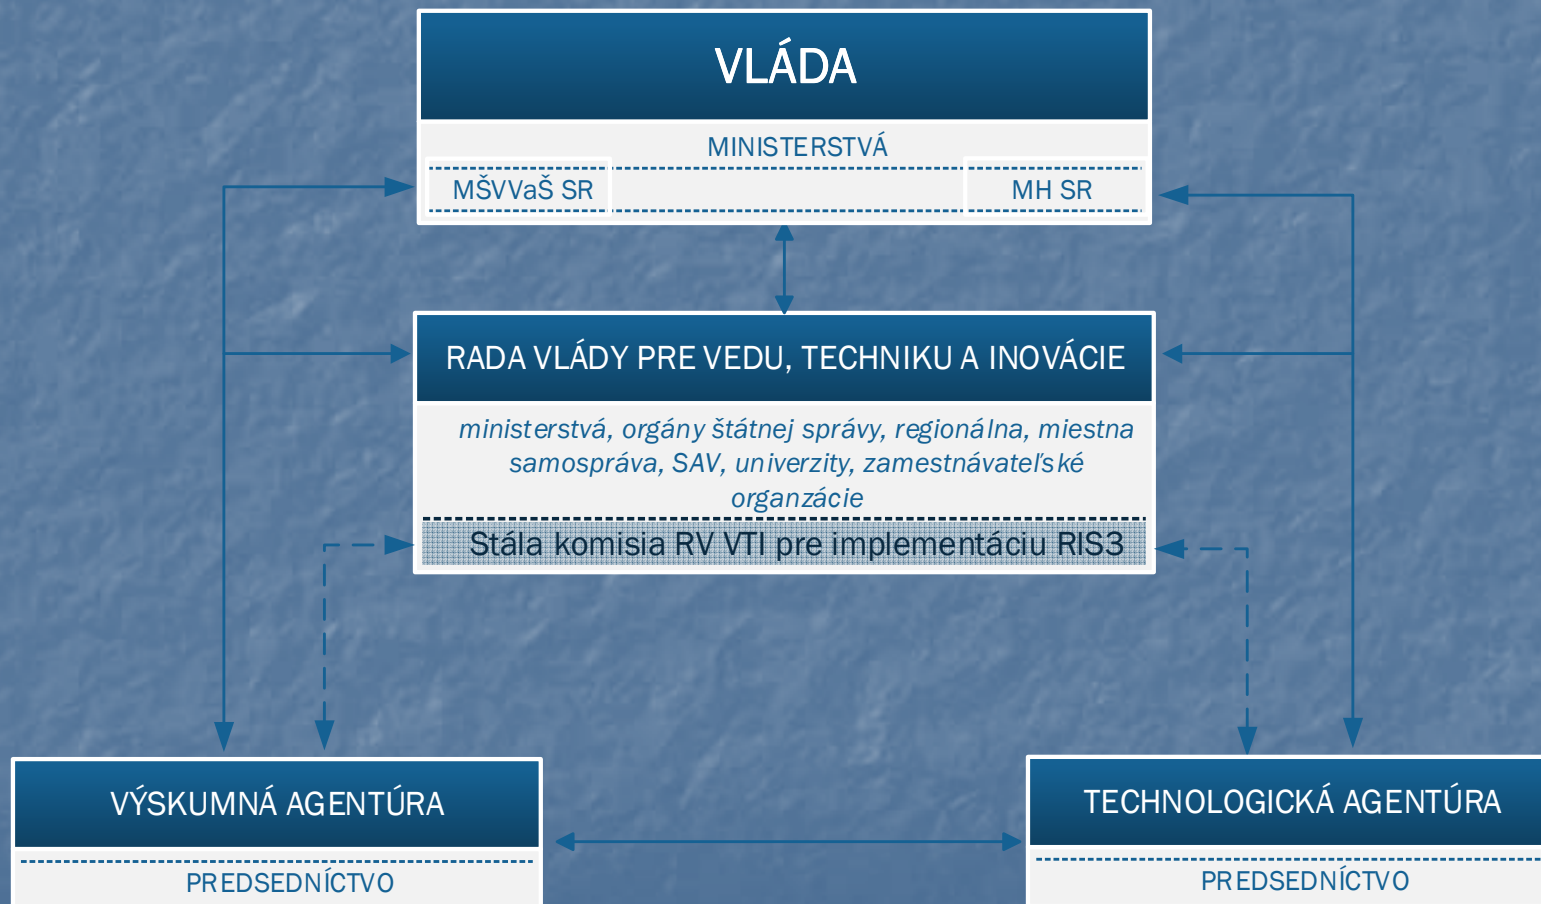 VLÁDA
MINISTERSTVÁ
MŠVVaŠ SR
MH SR
RADA VLÁDY PRE VEDU, TECHNIKU A INOVÁCIE
ministerstvá, orgány štátnej správy, regionálna, miestna
samospráva, SAV, univerzity, zamestnávateľské
organzácie
Stála komisia RV VTI pre implementáciu RIS3
VÝSKUMNÁ AGENTÚRA
PREDSEDNÍCTVO
TECHNOLOGICKÁ AGENTÚRA
PREDSEDNÍCTVO